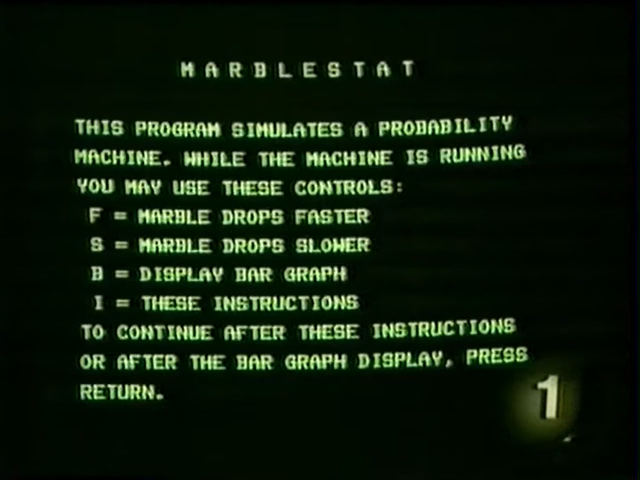 MARBLESTAT
THIS PROGRAM SIMULATES A PROBABILITY
MACHINE. WHILE THE MACHINE IS RUNNING
YOU MAY USE THESE CONTROLS:
F = MARBLE DROPS FASTER
S = MARBLE DROPS SLOWER
B = DISPLAY BAR GRAPH
I = THESE INSTRUCTIONS
TO CONTINUE AFTER THESE INSTRUCTIONS
OR AFTER THE BAR GRAPH DISPLAY, PRESS
RETURN.
1